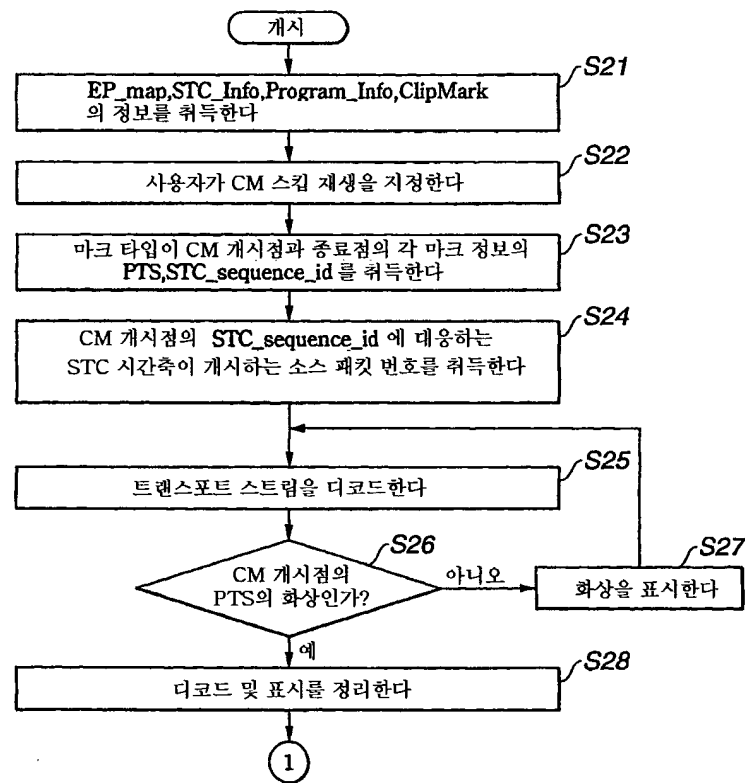 개시
S21
EP_map,STC_Info,Program_Info,ClipMark
의 정보를 취득한다
S22
사용자가 CM 스킵 재생을 지정한다
S23
마크 타입이 CM 개시점과 종료점의 각 마크 정보의
PTS,STC_sequence_id 를 취득한다
S24
CM 개시점의 STC_sequence_id 에 대응하는
STC 시간축이 개시하는 소스 패킷 번호를 취득한다
S25
트랜스포트 스트림을 디코드한다
S26
CM 개시점의
PTS의 화상인가?
아니오
S27
화상을 표시한다
예
S28
디코드 및 표시를 정리한다
1